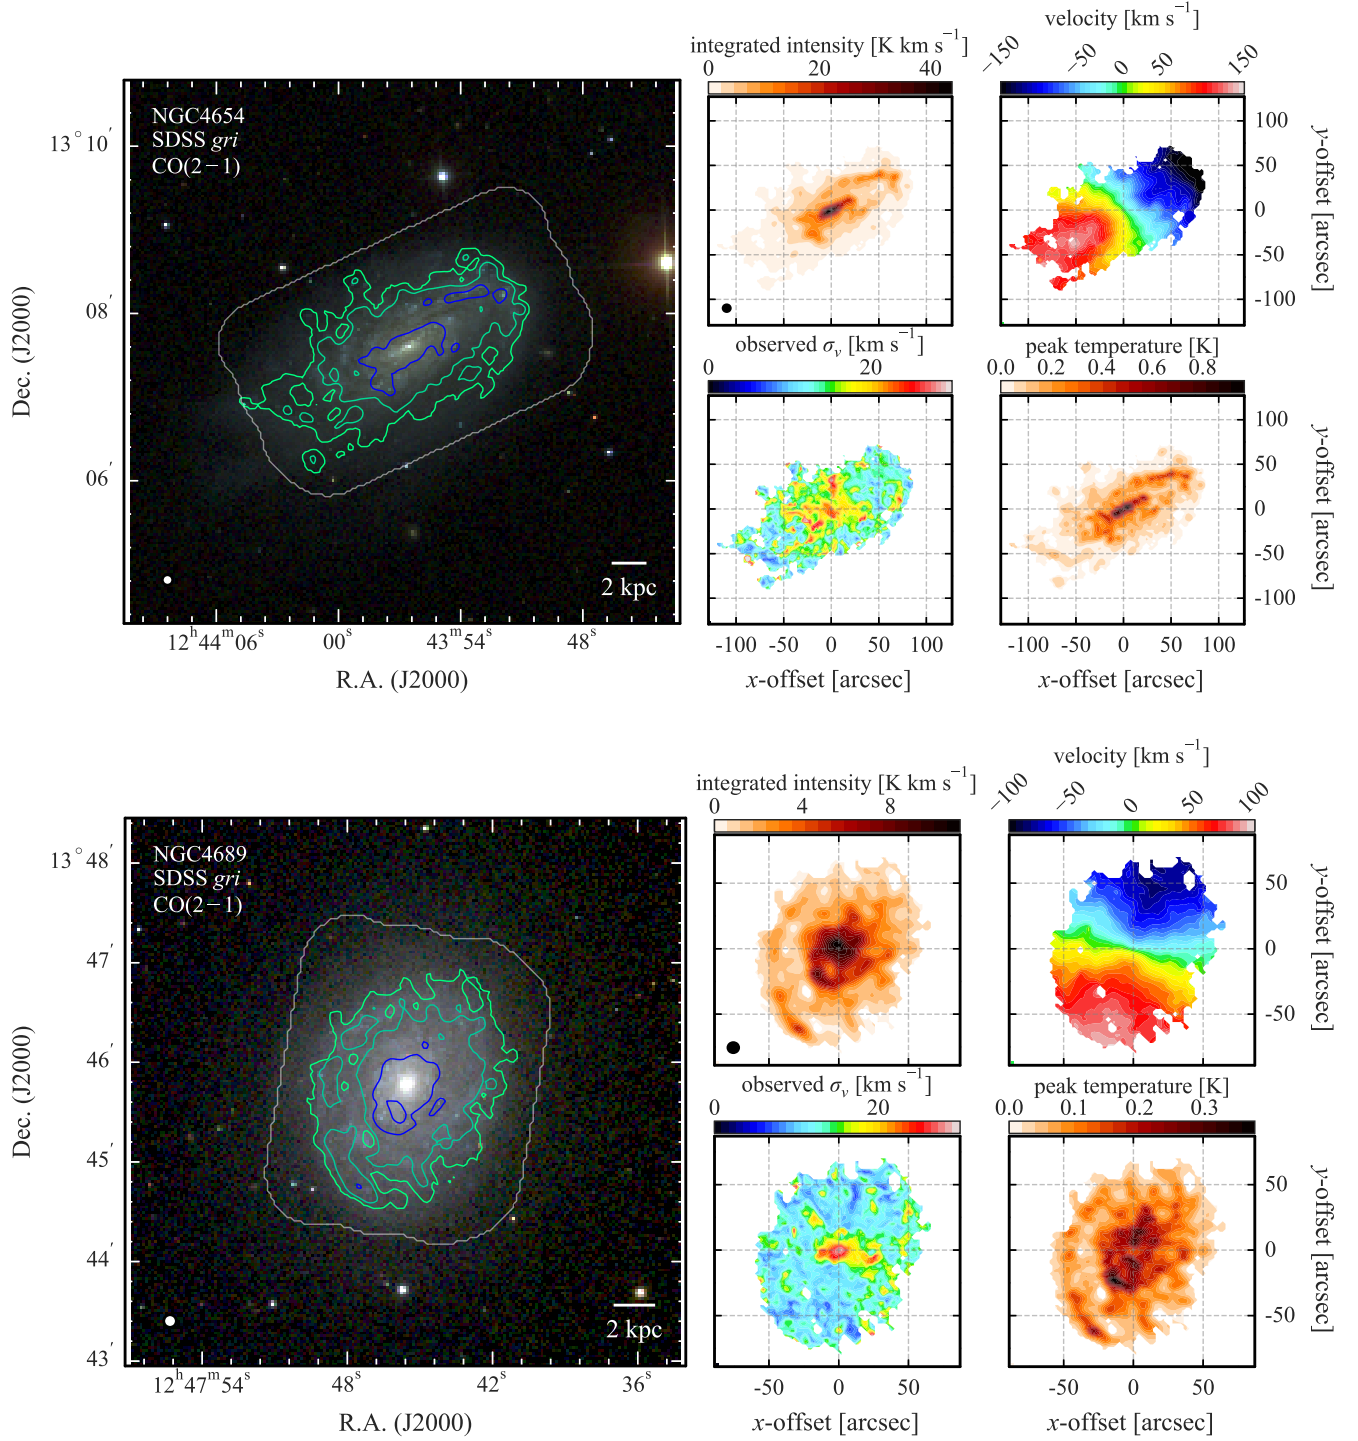 NGC4654
SDSS gri
CO(2−1)
13° 10′
08′
06′
Dec. (J2000)
2 kpc
12ʰ44ᵐ06ˢ
00ˢ
43ᵐ54ˢ
48ˢ
R.A. (J2000)
integrated intensity [K km s⁻¹]
0 22 40
velocity [km s⁻¹]
−150 -50 0 50 150
100
50
0
-50
-100
y-offset [arcsec]
observed σᵥ [km s⁻¹]
0 20
peak temperature [K]
0.0 0.2 0.4 0.6 0.8
100
50
0
-50
-100
y-offset [arcsec]
-100 -50 0 50 100
x-offset [arcsec]
-100 -50 0 50 100
x-offset [arcsec]
NGC4689
SDSS gri
CO(2−1)
13° 48′
47′
46′
45′
44′
43′
Dec. (J2000)
2 kpc
12ʰ47ᵐ54ˢ
48ˢ
42ˢ
36ˢ
R.A. (J2000)
integrated intensity [K km s⁻¹]
0 4 8
velocity [km s⁻¹]
−100 -50 0 50 100
50
0
-50
y-offset [arcsec]
observed σᵥ [km s⁻¹]
0 20
peak temperature [K]
0.0 0.1 0.2 0.3
50
0
-50
y-offset [arcsec]
-50 0 50
x-offset [arcsec]
-50 0 50
x-offset [arcsec]